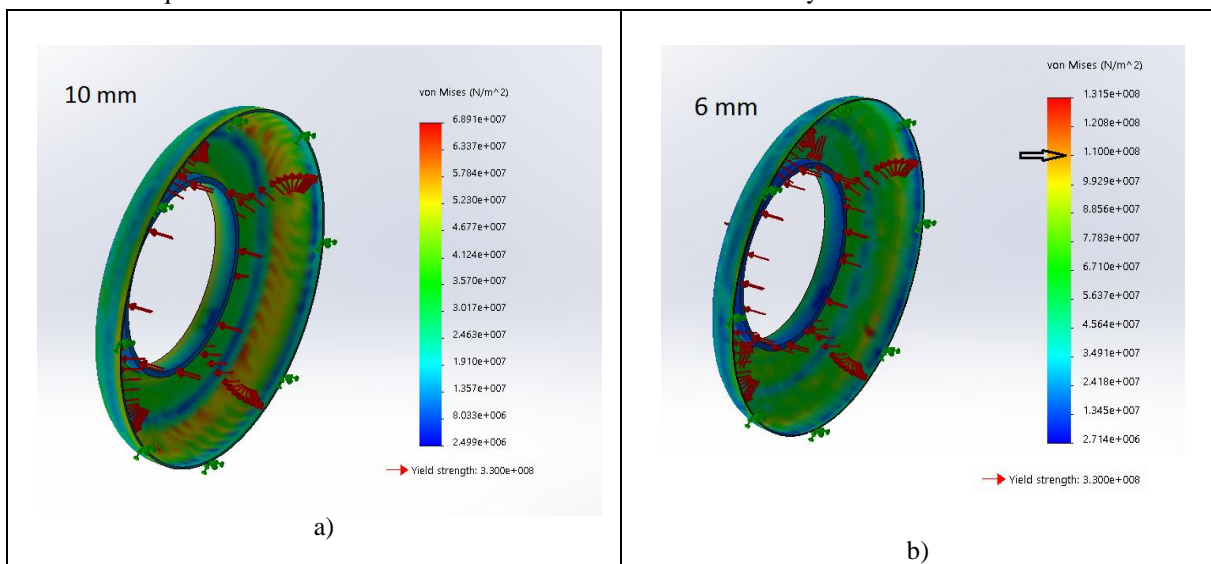 10 mm
von Mises (N/m^2)
6.891e+007
6.337e+007
5.784e+007
5.230e+007
4.677e+007
4.124e+007
3.570e+007
3.017e+007
2.463e+007
1.910e+007
1.357e+007
8.033e+006
2.499e+006
Yield strength: 3.300e+008
a)
6 mm
von Mises (N/m^2)
1.315e+008
1.208e+008
1.100e+008
9.929e+007
8.856e+007
7.783e+007
6.710e+007
5.637e+007
4.564e+007
3.491e+007
2.418e+007
1.345e+007
2.714e+006
Yield strength: 3.300e+008
b)